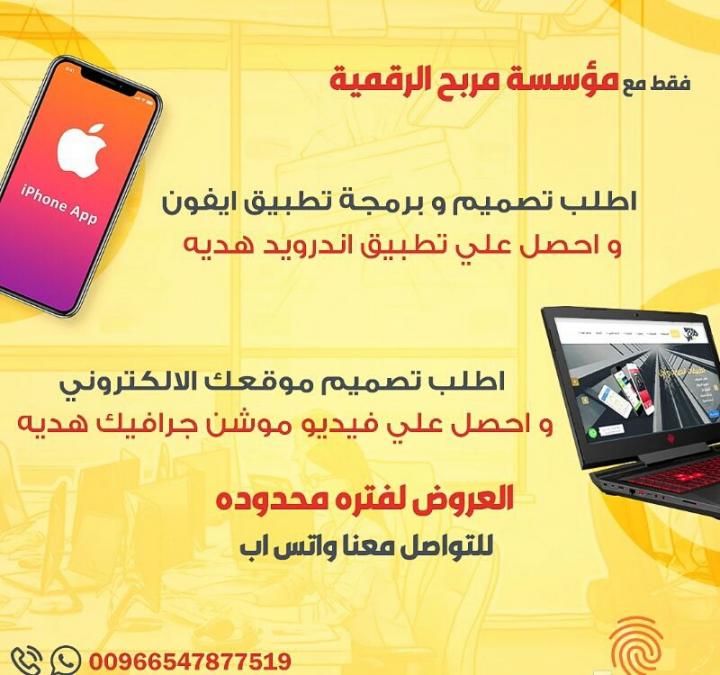 فقط مع مؤسسة مربح الرقمية
iPhone App
اطلب تصميم و برمجة تطبيق ايفون
و احصل علي تطبيق اندرويد هديه
اطلب تصميم موقعك الالكتروني
و احصل علي فيديو موشن جرافيك هديه
العروض لفتره محدوده
للتواصل معنا واتس اب
00966547877519